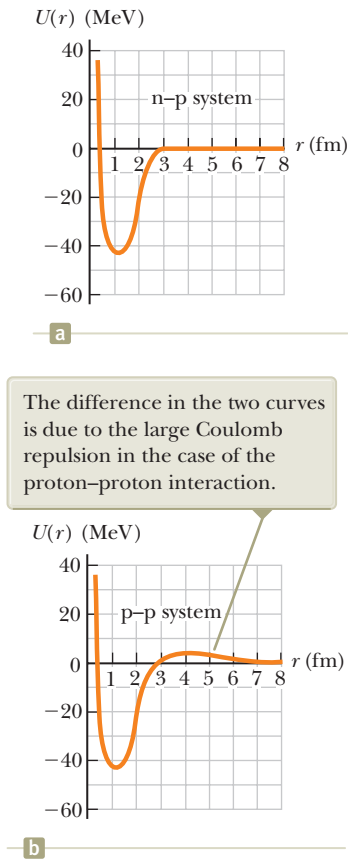 U(r) (MeV)
40
20
n–p system
0
1 2 3 4 5 6 7 8
r (fm)
−20
−40
−60
a
The difference in the two curves
is due to the large Coulomb
repulsion in the case of the
proton–proton interaction.
U(r) (MeV)
40
20
p–p system
0
1 2 3 4 5 6 7 8
r (fm)
−20
−40
−60
b